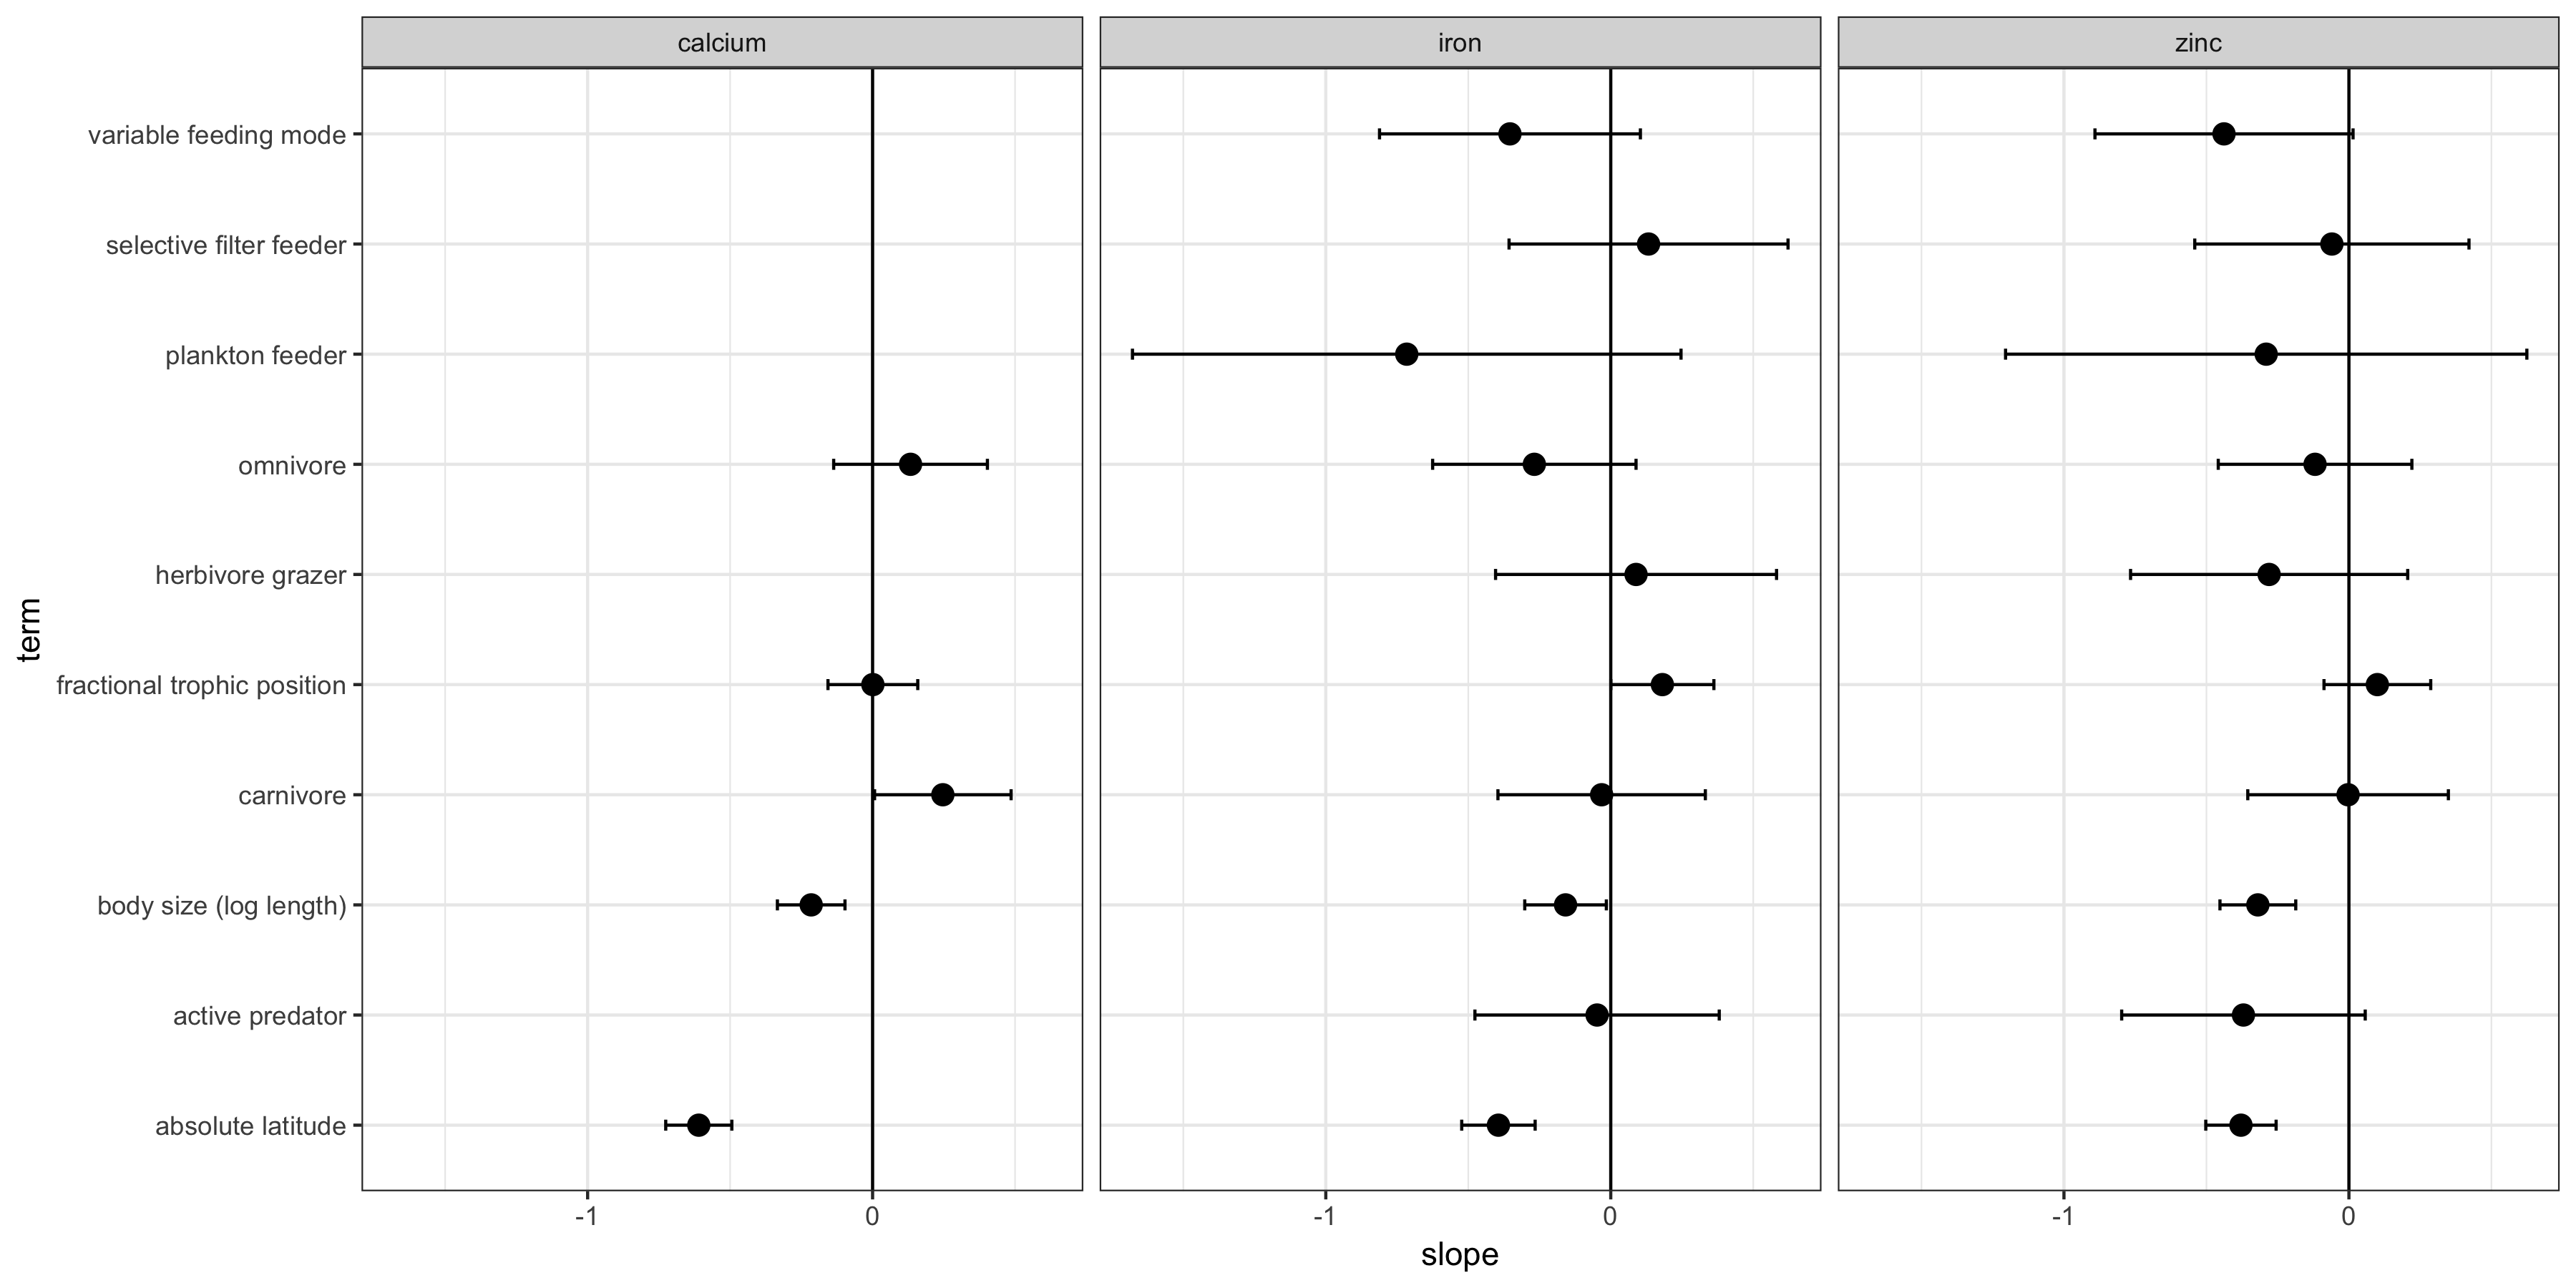 calcium
iron
zinc
variable feeding mode
selective filter feeder
plankton feeder
omnivore
herbivore grazer
fractional trophic position
carnivore
body size (log length)
active predator
absolute latitude
term
-1 0
-1 0
-1 0
slope